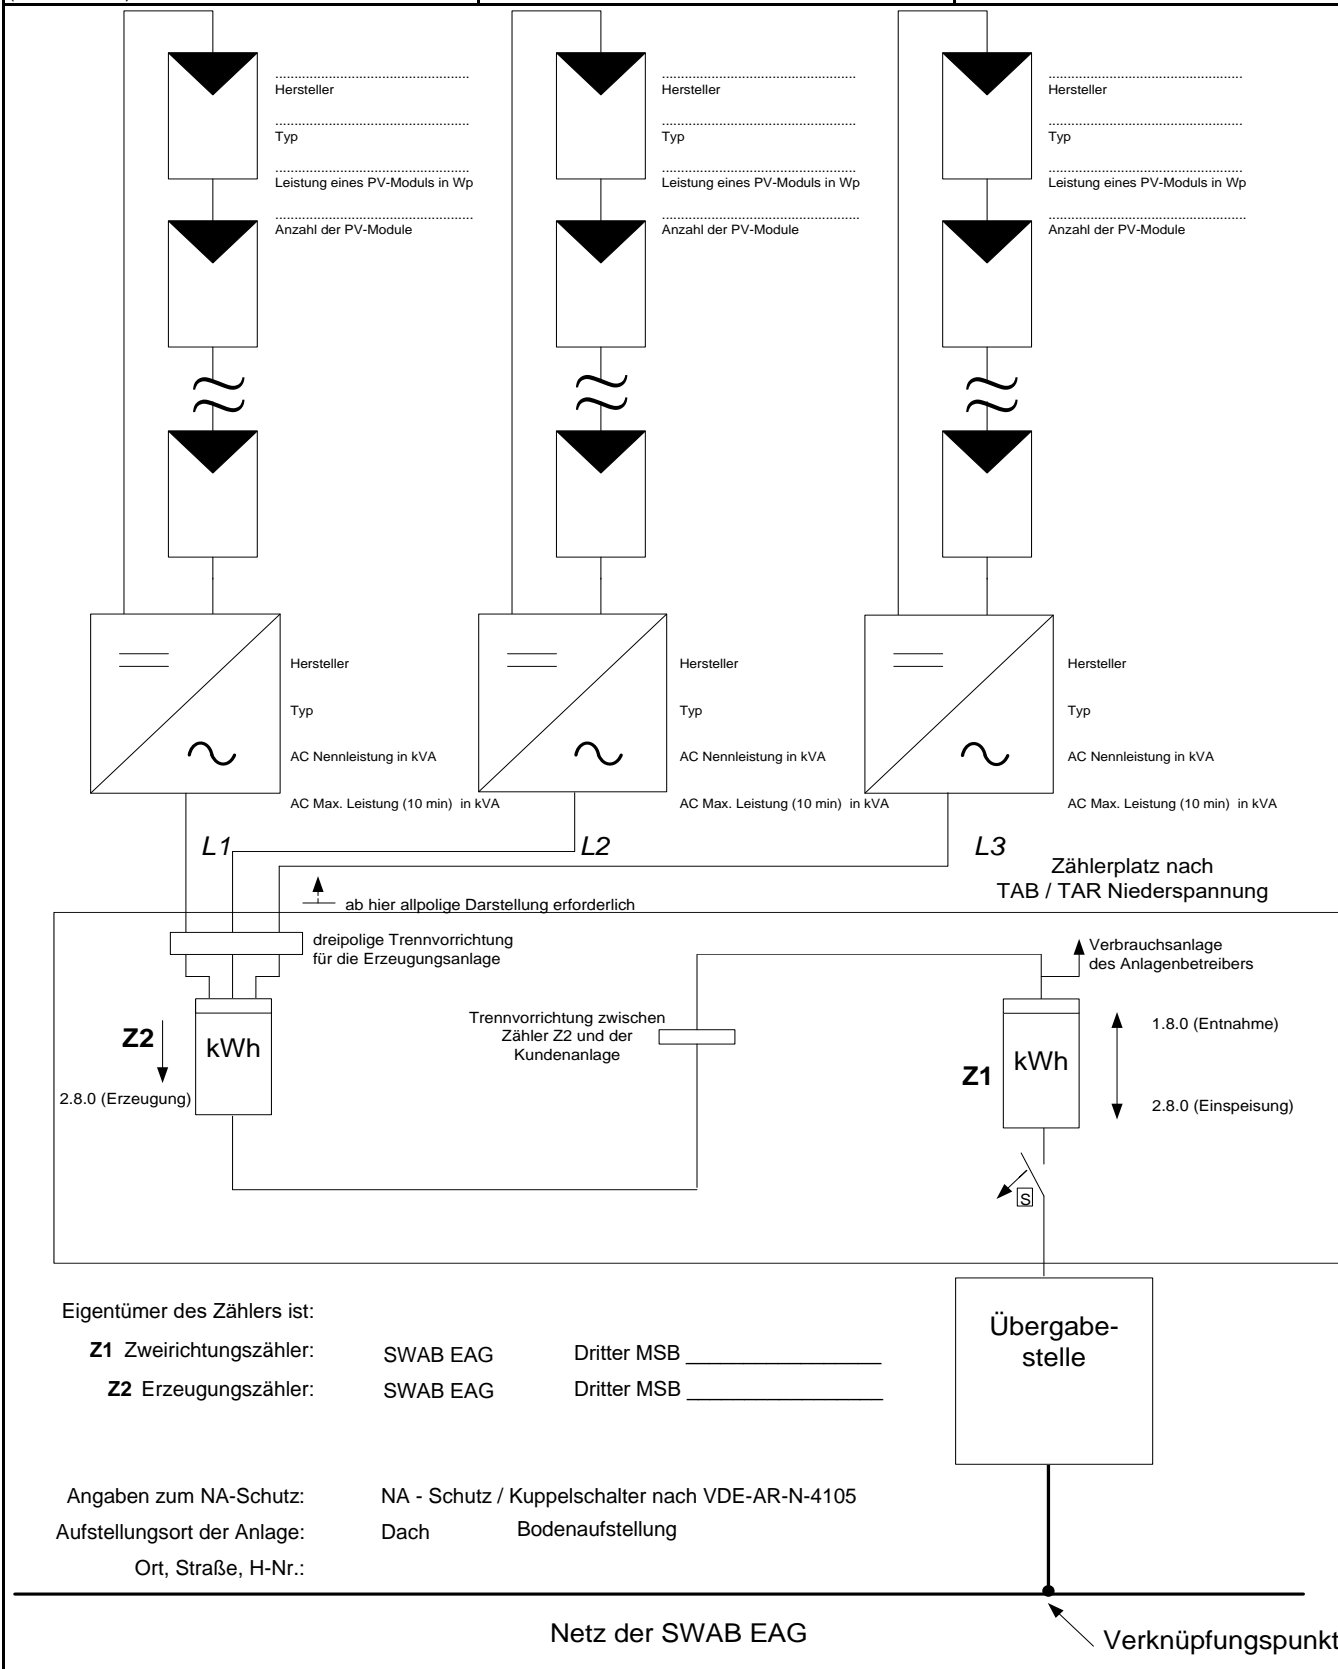 Hersteller
Typ
Leistung eines PV-Moduls in Wp
Anzahl der PV-Module
Hersteller
Typ
Leistung eines PV-Moduls in Wp
Anzahl der PV-Module
Hersteller
Typ
Leistung eines PV-Moduls in Wp
Anzahl der PV-Module
Hersteller
Typ
AC Nennleistung in kVA
AC Max. Leistung (10 min) in kVA
Hersteller
Typ
AC Nennleistung in kVA
AC Max. Leistung (10 min) in kVA
Hersteller
Typ
AC Nennleistung in kVA
AC Max. Leistung (10 min) in kVA
L1
L2
L3
Zählerplatz nach
TAB / TAR Niederspannung
ab hier allpolige Darstellung erforderlich
dreipolige Trennvorrichtung
für die Erzeugungsanlage
Verbrauchsanlage
des Anlagenbetreibers
Z2
kWh
2.8.0 (Erzeugung)
Trennvorrichtung zwischen
Zähler Z2 und der
Kundenanlage
Z1
kWh
1.8.0 (Entnahme)
2.8.0 (Einspeisung)
S
Übergabe-
stelle
Eigentümer des Zählers ist:
Z1 Zweirichtungszähler: SWAB EAG Dritter MSB
Z2 Erzeugungszähler: SWAB EAG Dritter MSB
Angaben zum NA-Schutz: NA - Schutz / Kuppelschalter nach VDE-AR-N-4105
Aufstellungsort der Anlage: Dach Bodenaufstellung
Ort, Straße, H-Nr.:
Netz der SWAB EAG
Verknüpfungspunkt